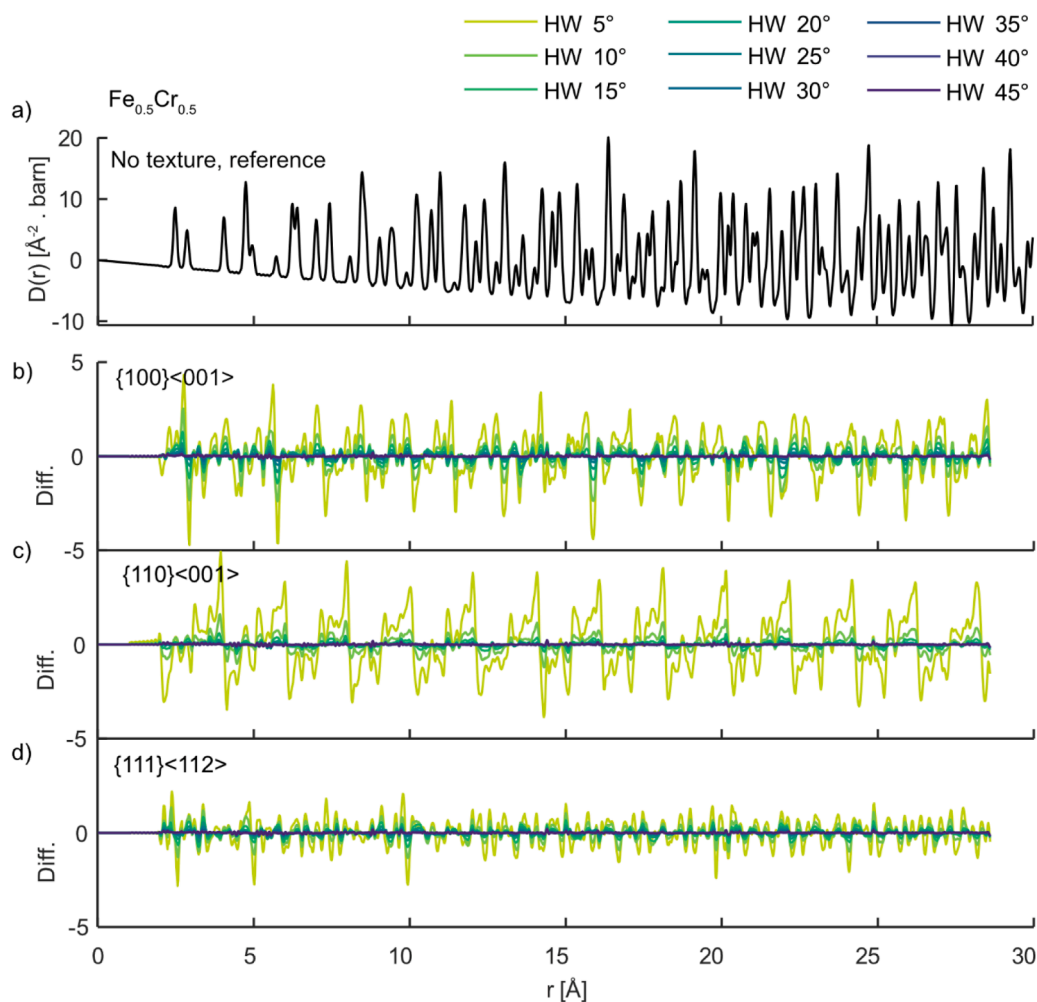 HW 5° HW 20° HW 35°
HW 10° HW 25° HW 40°
HW 15° HW 30° HW 45°
a) Fe0.5Cr0.5
No texture, reference
D(r) [Å-2 . barn]
20
10
0
-10
b) {100}<001>
Diff.
5
0
-5
c) {110}<001>
Diff.
0
-5
d) {111}<112>
Diff.
0
-5
0 5 10 15 20 25 30
r [Å]